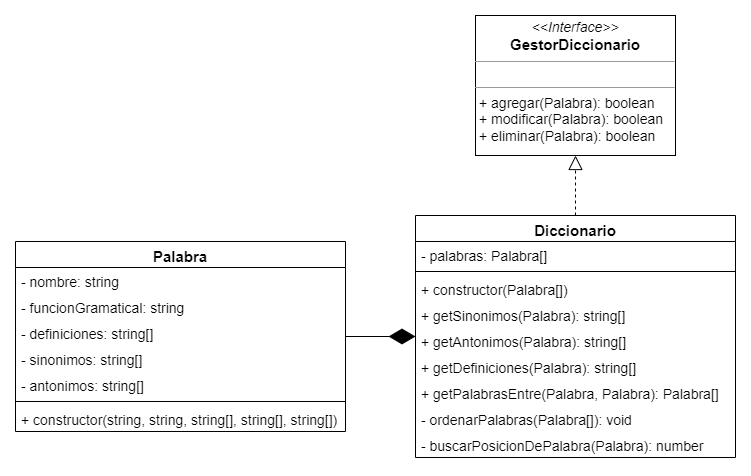 <<Interface>>
GestorDiccionario
+ agregar(Palabra): boolean
+ modificar(Palabra): boolean
+ eliminar(Palabra): boolean
Palabra
- nombre: string
- funcionGramatical: string
- definiciones: string[]
- sinonimos: string[]
- antonimos: string[]
+ constructor(string, string, string[], string[], string[])
Diccionario
- palabras: Palabra[]
+ constructor(Palabra[])
+ getSinonimos(Palabra): string[]
+ getAntonimos(Palabra): string[]
+ getDefiniciones(Palabra): string[]
+ getPalabrasEntre(Palabra, Palabra): Palabra[]
- ordenarPalabras(Palabra[]): void
- buscarPosicionDePalabra(Palabra): number